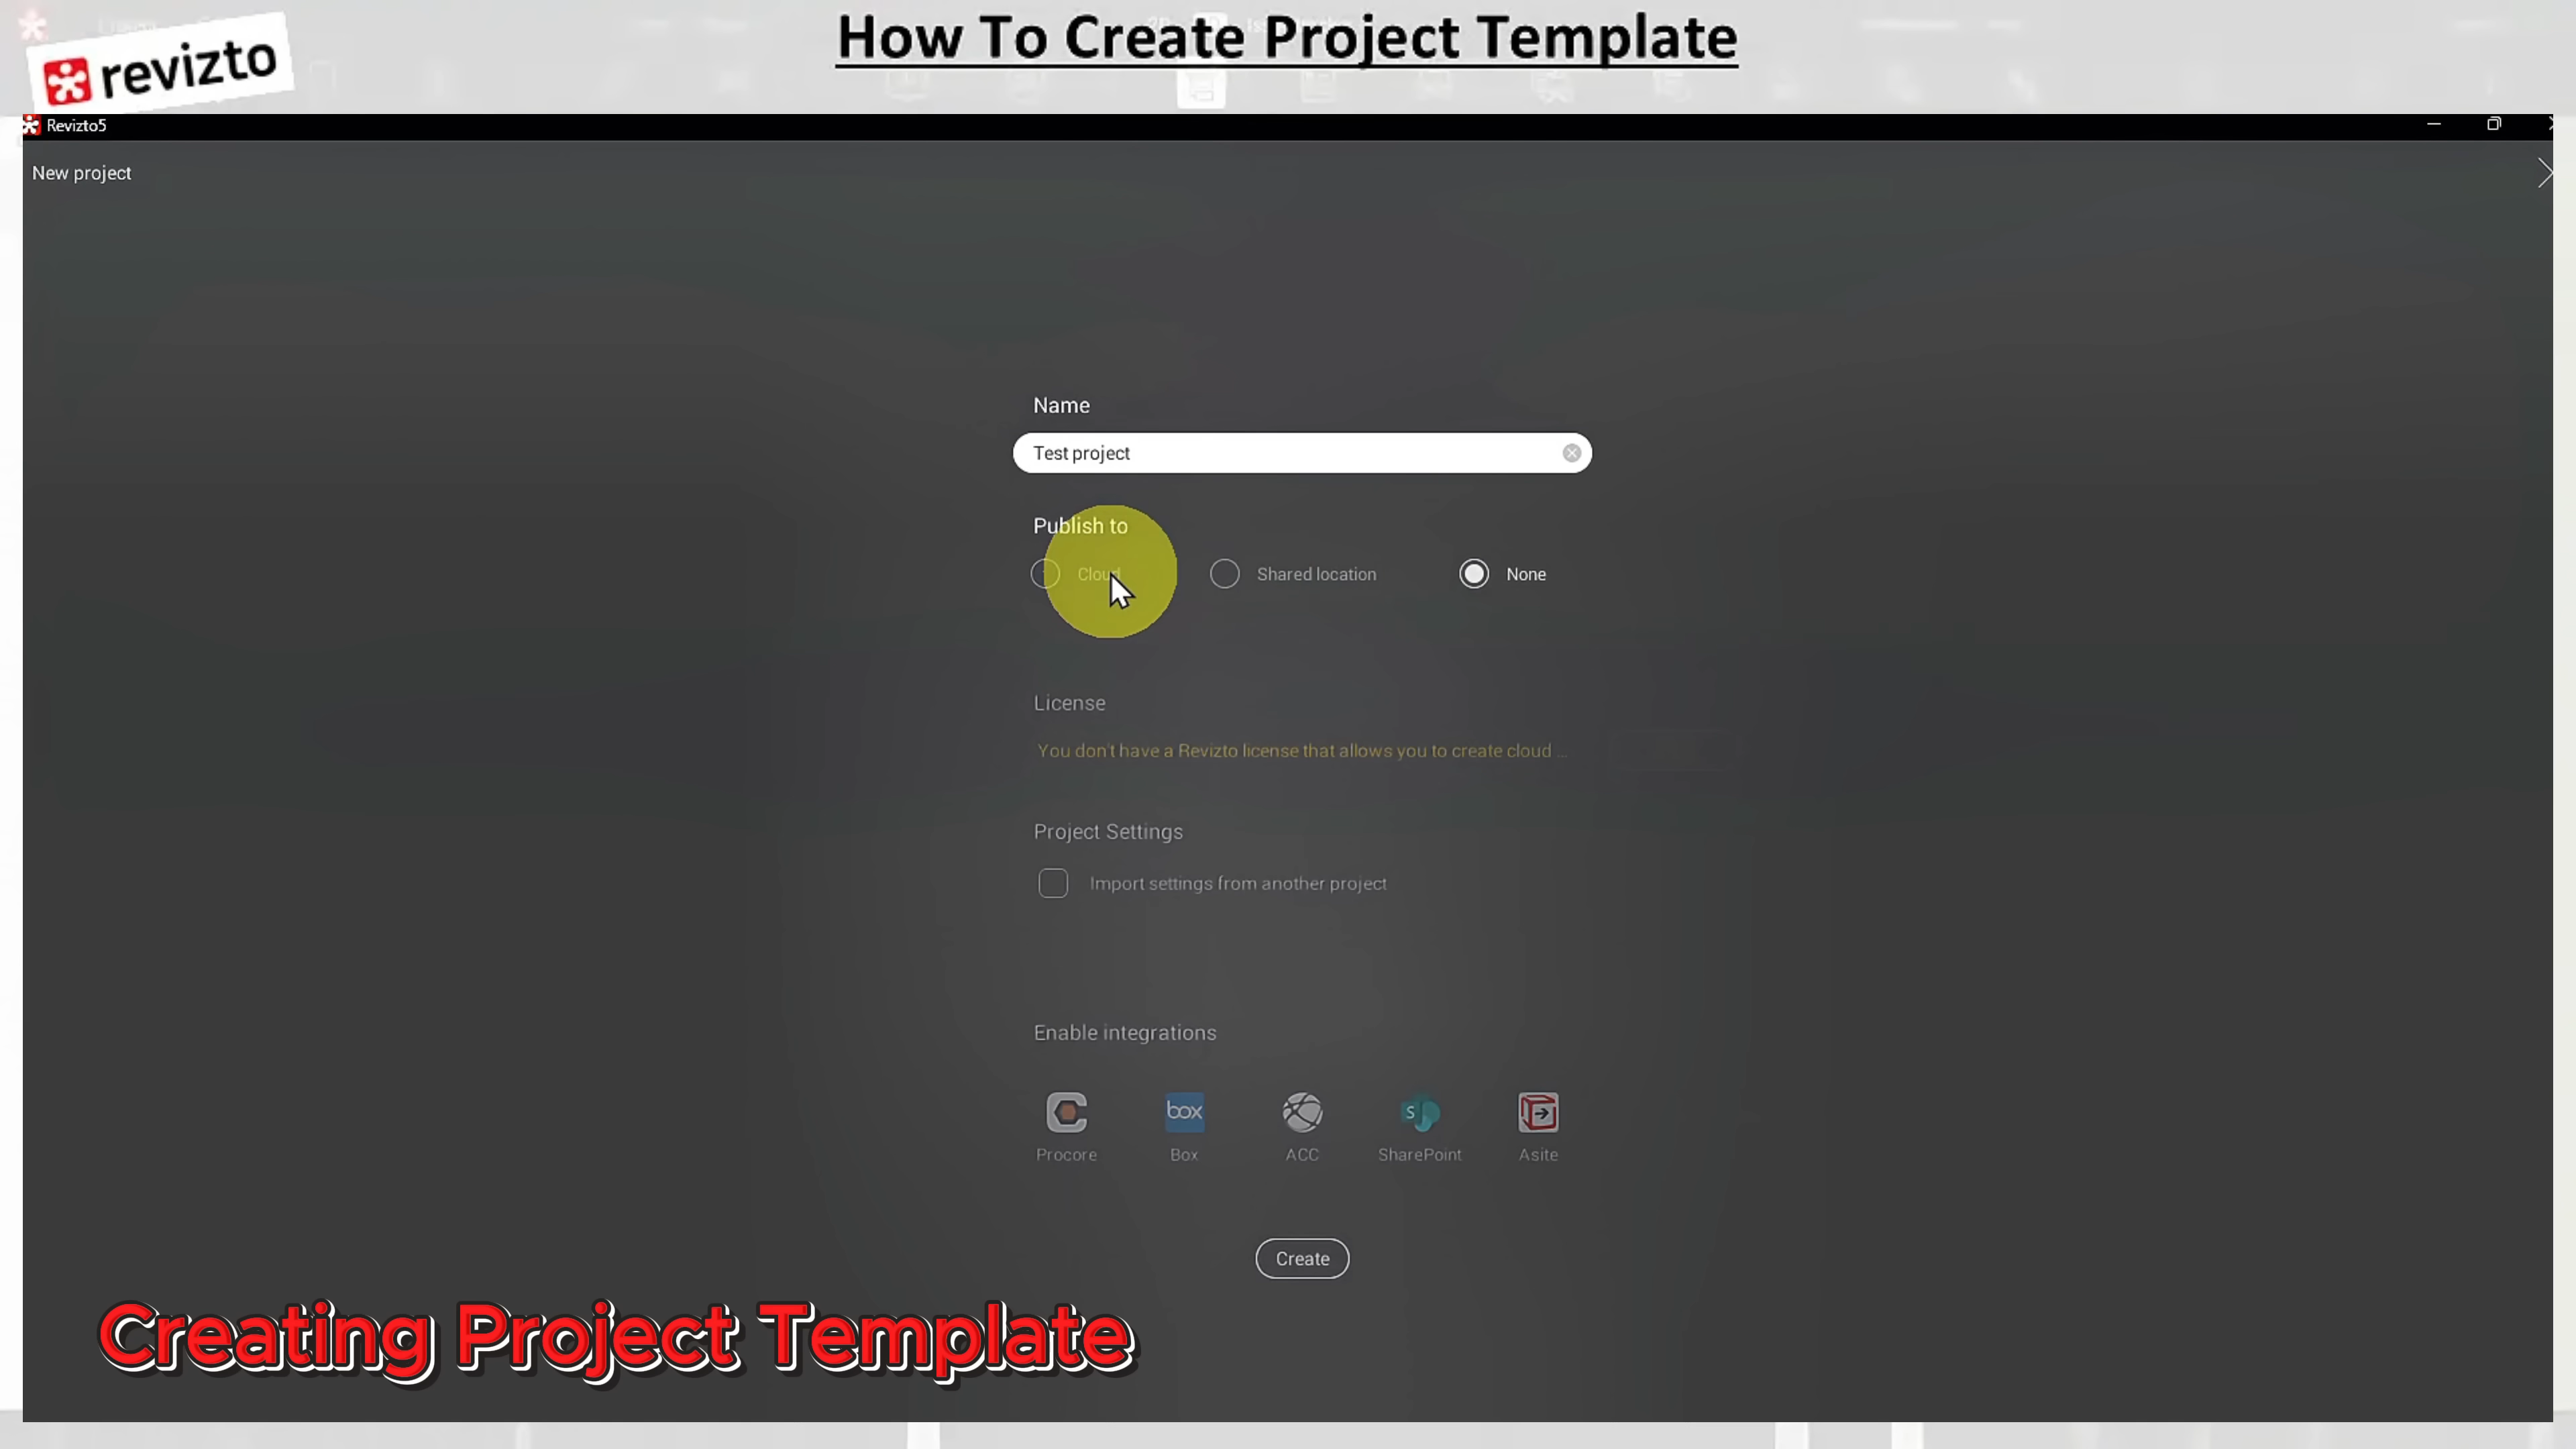 How To Create Project Template
revizto
Revizto5
New project
Name
Test project
Publish to
Cloud
Shared location
None
License
You don't have a Revizto license that allows you to create cloud ...
Project Settings
Import settings from another project
Enable integrations
box
S
Procore
Box
ACC
SharePoint
Asite
Create
Creating Project Template